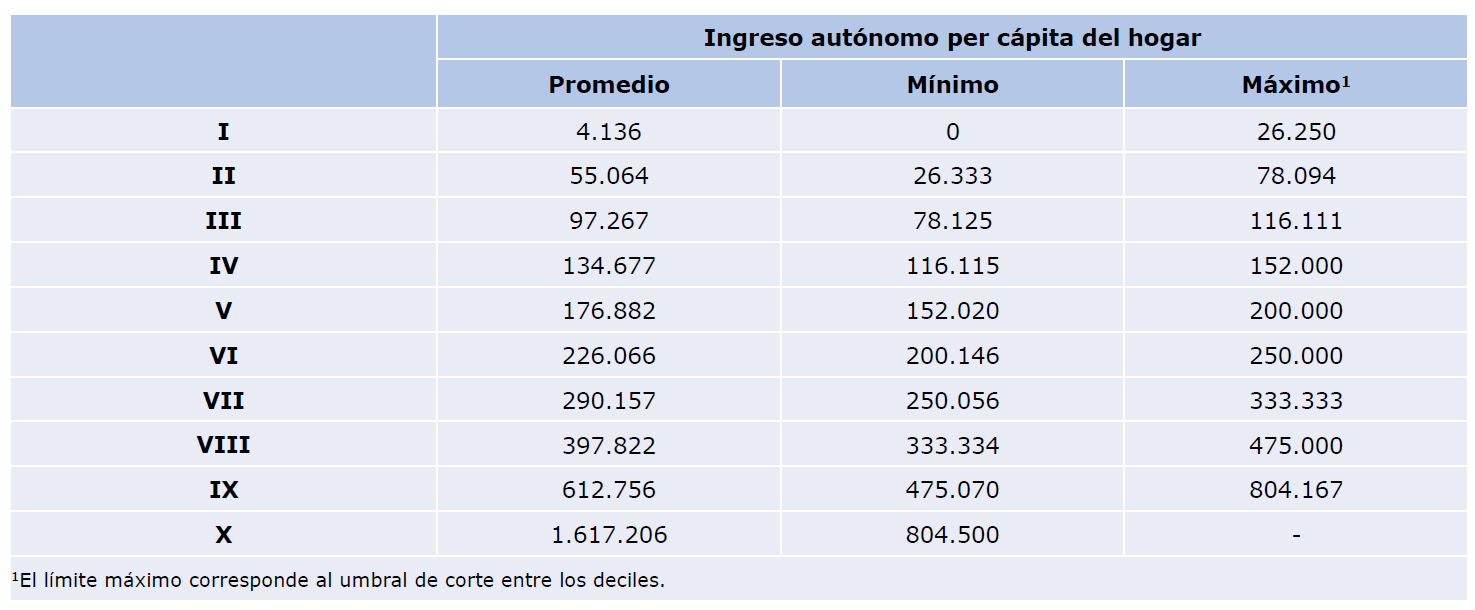 Ingreso autónomo per cápita del hogar
Promedio Mínimo Máximo¹
I 4.136 0 26.250
II 55.064 26.333 78.094
III 97.267 78.125 116.111
IV 134.677 116.115 152.000
V 176.882 152.020 200.000
VI 226.066 200.146 250.000
VII 290.157 250.056 333.333
VIII 397.822 333.334 475.000
IX 612.756 475.070 804.167
X 1.617.206 804.500 -
¹El límite máximo corresponde al umbral de corte entre los deciles.